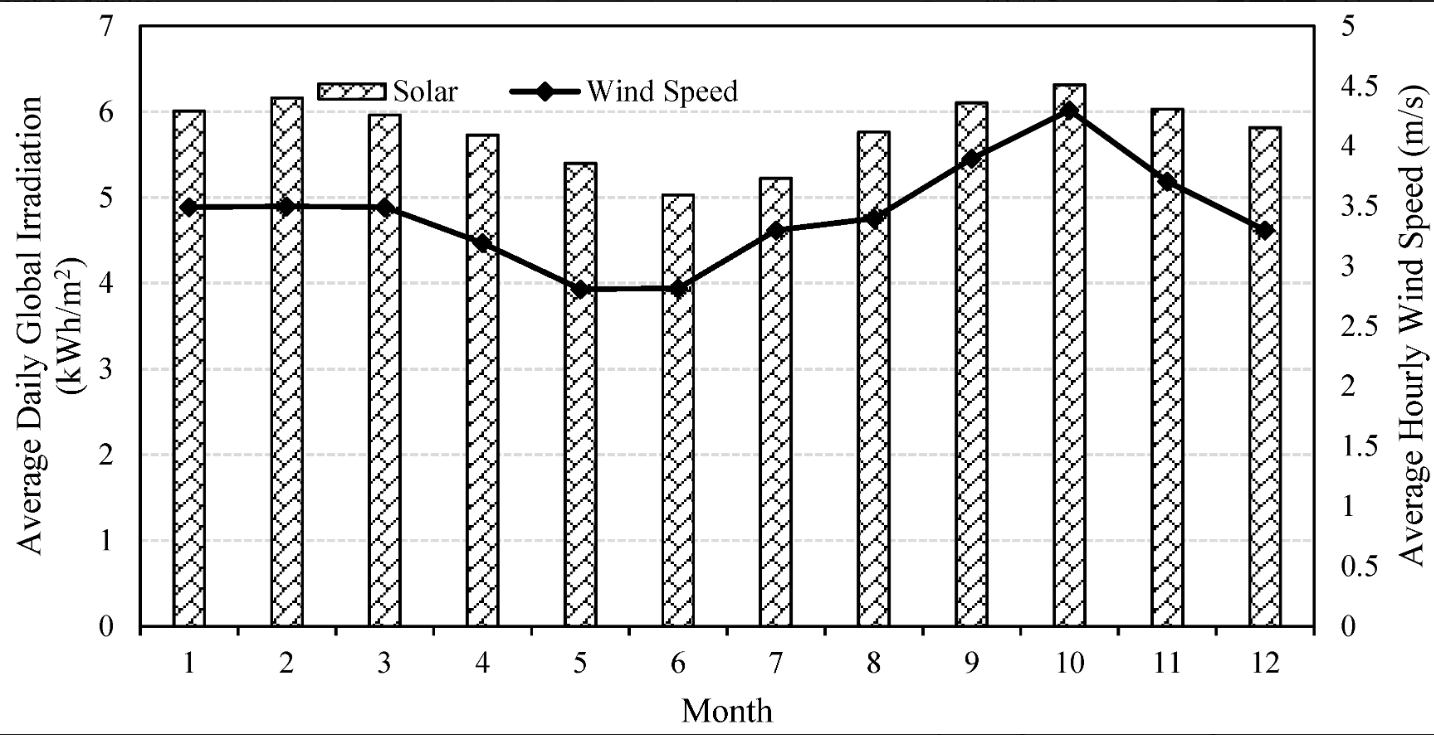 Average Daily Global Irradiation
(kWh/m²)
7
6
5
4
3
2
1
0
Solar
Wind Speed
5
4.5
4
3.5
3
2.5
2
1.5
1
0.5
0
Average Hourly Wind Speed (m/s)
1 2 3 4 5 6 7 8 9 10 11 12
Month